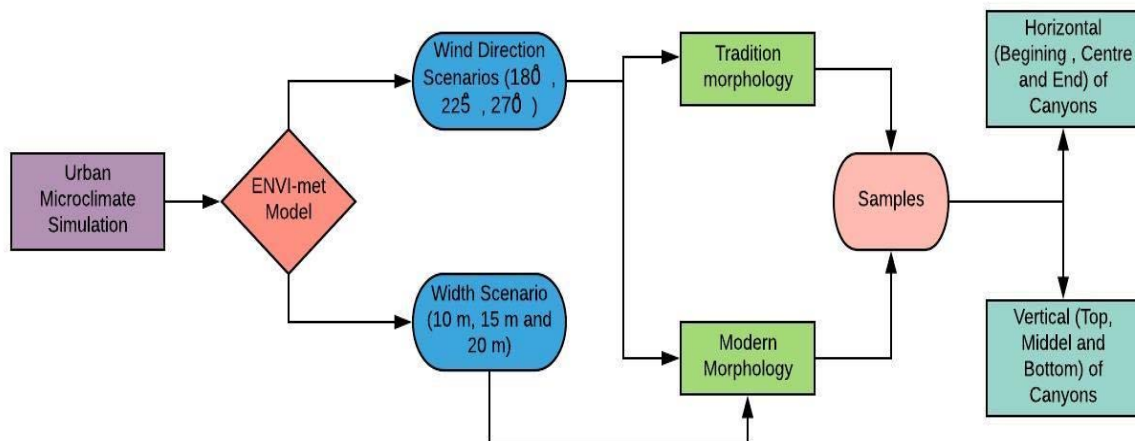 Urban
Microclimate
Simulation
ENVI-met
Model
Wind Direction
Scenarios (180̊ ,
225̊ , 270̊ )
Width Scenario
(10 m, 15 m and
20 m)
Tradition
morphology
Modern
Morphology
Samples
Horizontal
(Begining , Centre
and End) of
Canyons
Vertical (Top,
Middel and
Bottom) of
Canyons